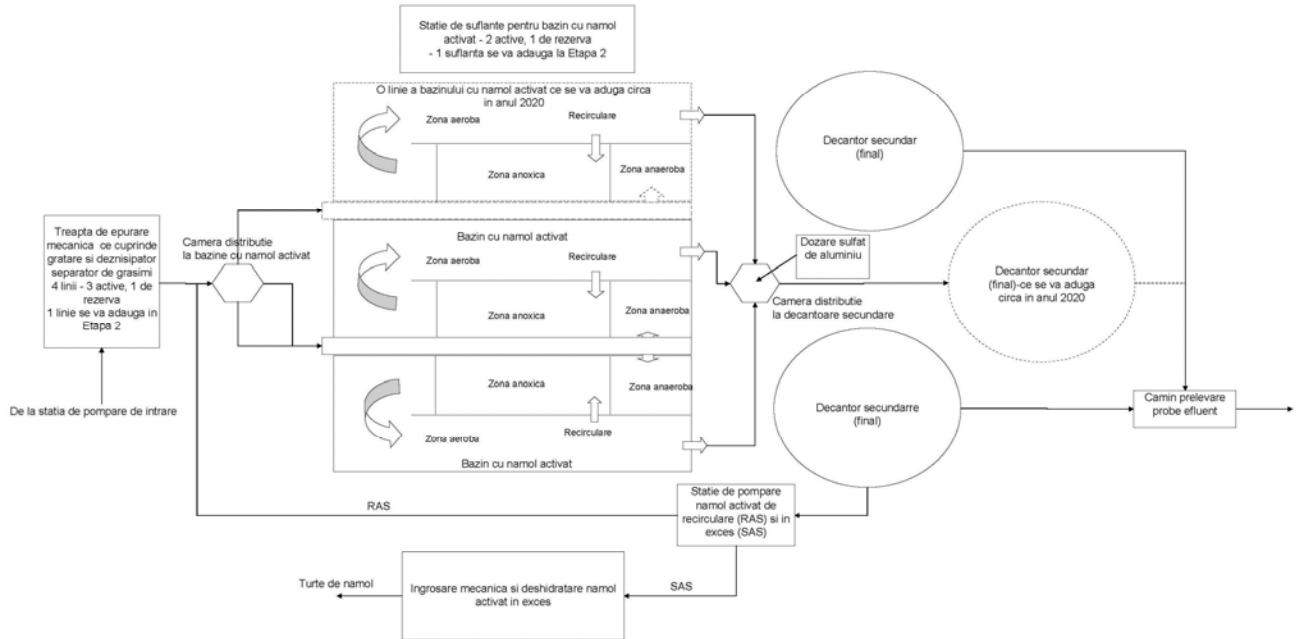 Statie de suflante pentru bazin cu namol
activat - 2 active, 1 de rezerva
- 1 suflanta se va adauga la Etapa 2
O linie a bazinului cu namol activat ce se va aduga circa
in anul 2020
Zona aeroba
Recirculare
Zona anoxica
Zona anaeroba
Decantor secundar
(final)
Treapta de epurare
mecanica ce cuprinde
gratare si deznisipator
separator de grasimi
4 linii - 3 active, 1 de
rezerva
1 linie se va adauga in
Etapa 2
Camera distributie
la bazine cu namol activat
Bazin cu namol activat
Zona aeroba
Recirculare
Zona anoxica
Zona anaeroba
Dozare sulfat
de aluminiu
Camera distributie
la decantoare secundare
Decantor secundar
(final)-ce se va aduga
circa in anul 2020
De la statia de pompare de intrare
Zona anoxica
Zona anaeroba
Zona aeroba
Recirculare
Bazin cu namol activat
Decantor secundarre
(final)
Camin prelevare
probe efluent
RAS
Statie de pompare
namol activat de
recirculare (RAS) si in
exces (SAS)
Turte de namol
Ingrosare mecanica si deshidratare namol
activat in exces
SAS